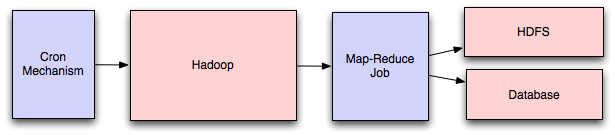 Cron
Mechanism
Hadoop
Map-Reduce
Job
HDFS
Database